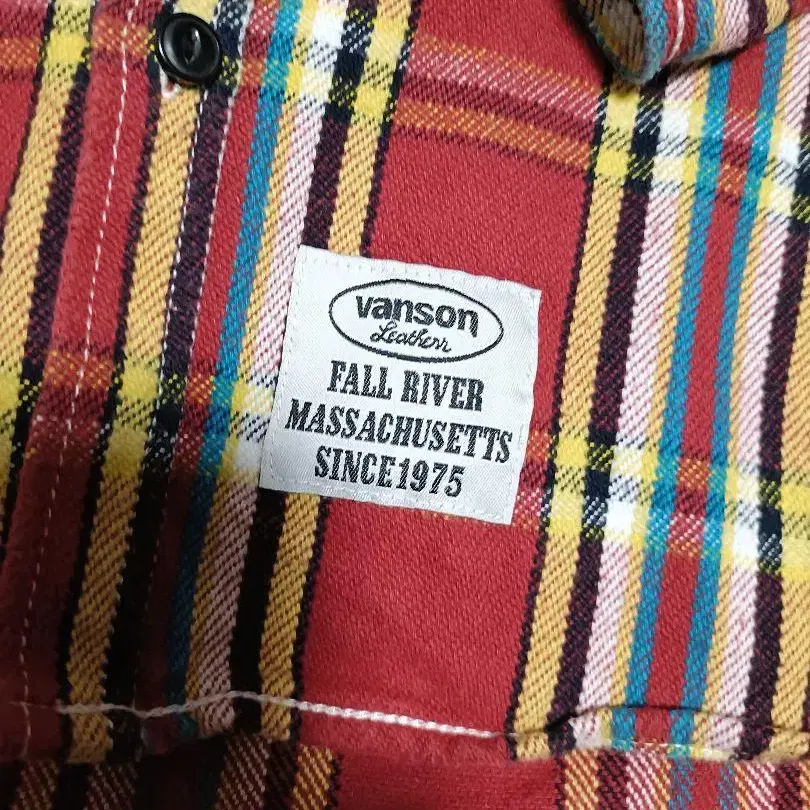 vanson
Leathers
FALL RIVER
MASSACHUSETTS
SINCE1975